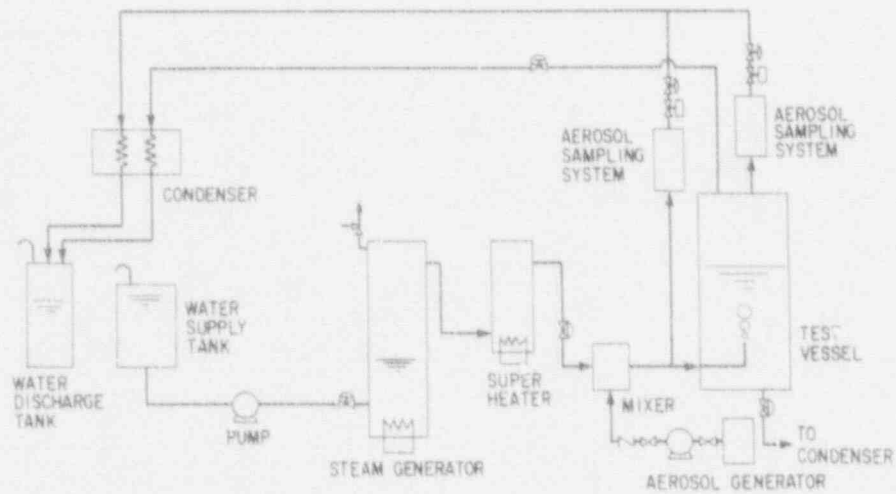 AEROSOL
SAMPLING
SYSTEM
AEROSOL
SAMPLING
SYSTEM
CONDENSER
WATER
SUPPLY
TANK
WATER
DISCHARGE
TANK
PUMP
STEAM GENERATOR
SUPER
HEATER
MIXER
TEST
VESSEL
TO
CONDENSER
AEROSOL GENERATOR